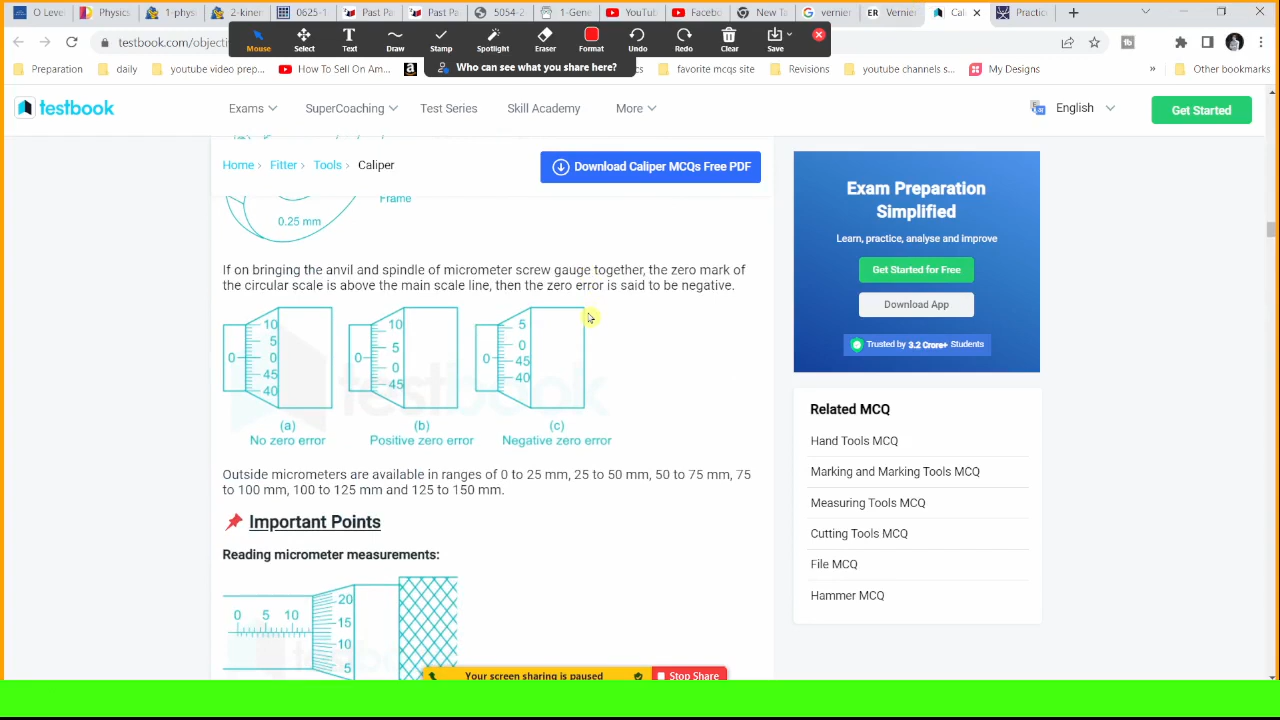 O Level
Physics
1-phys
2-kinem
0625-1
Past Pa
Past Pa
5054-2
1-Gene
YouTu
Facebo
New Ta
vernier
ER Vernier
Cal
Practic
testbook.com/objecti
Mouse Select Text Draw Stamp Spotlight Eraser Format Undo Redo Clear Save
Who can see what you share here?
Preparation
daily
youtube video prep...
How To Sell On Am...
favorite mcqs site
Revisions
youtube channels s...
My Designs
»
Other bookmarks
testbook
Exams
SuperCoaching
Test Series
Skill Academy
More
English
Get Started
Home › Fitter › Tools › Caliper
Download Caliper MCQs Free PDF
Frame
0.25 mm
If on bringing the anvil and spindle of micrometer screw gauge together, the zero mark of
the circular scale is above the main scale line, then the zero error is said to be negative.
0 10 5 0 45 40
0 10 5 0 45
0 5 0 45 40
testbook
(a) (b) (c)
No zero error Positive zero error Negative zero error
Outside micrometers are available in ranges of 0 to 25 mm, 25 to 50 mm, 50 to 75 mm, 75
to 100 mm, 100 to 125 mm and 125 to 150 mm.
Important Points
Reading micrometer measurements:
0 5 10
20
15
10
5
Exam Preparation
Simplified
Learn, practice, analyse and improve
Get Started for Free
Download App
Trusted by 3.2 Crore+ Students
Related MCQ
Hand Tools MCQ
Marking and Marking Tools MCQ
Measuring Tools MCQ
Cutting Tools MCQ
File MCQ
Hammer MCQ
Your screen sharing is paused
Stop Share